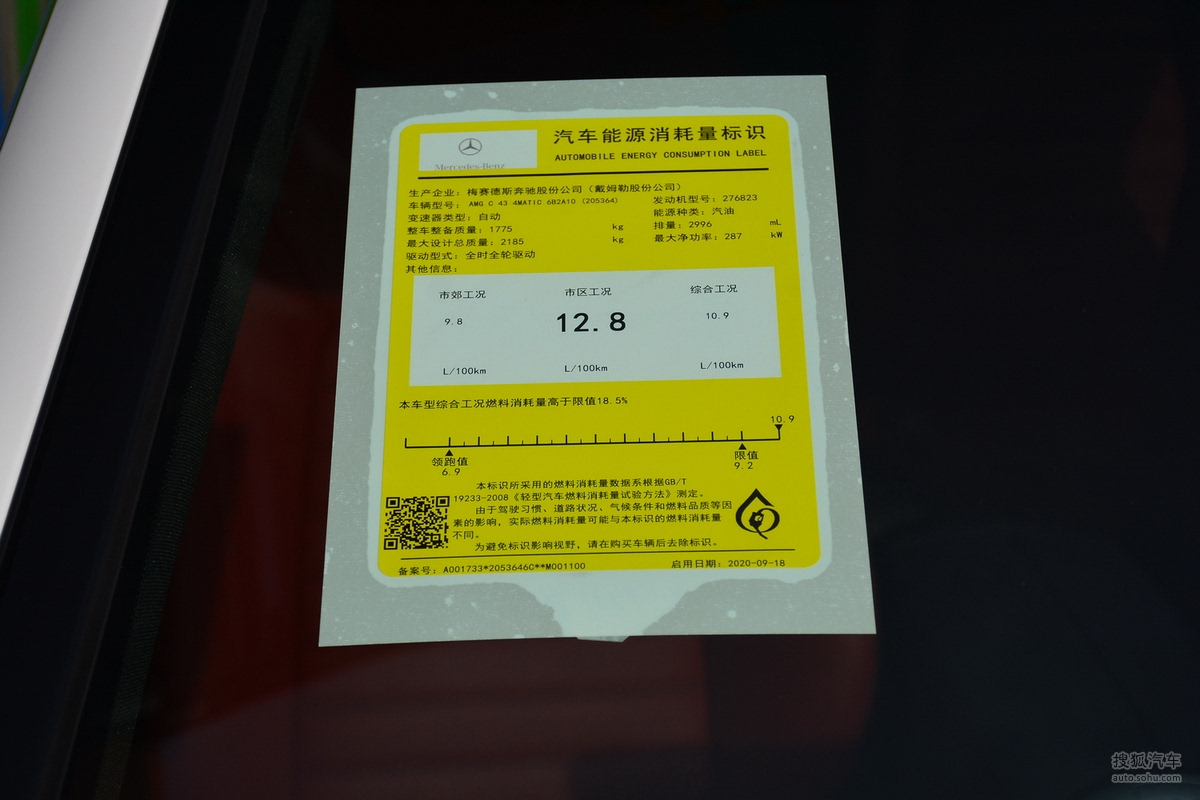 Mercedes-Benz
汽车能源消耗量标识
AUTOMOBILE ENERGY CONSUMPTION LABEL
生产企业：梅赛德斯奔驰股份公司（戴姆勒股份公司）
车辆型号：AMG C 43 4MATIC 6B2A10 (205364)
发动机型号：276823
变速器类型：自动
能源种类：汽油
整车整备质量：1775 kg
排量：2996 mL
最大设计总质量：2185 kg
最大净功率：287 kW
驱动型式：全时全轮驱动
其他信息：
市郊工况 市区工况 综合工况
9.8 12.8 10.9
L/100km L/100km L/100km
本车型综合工况燃料消耗量高于限值18.5%
10.9
领跑值 限值
6.9 9.2
本标识所采用的燃料消耗量数据系根据GB/T
19233-2008《轻型汽车燃料消耗量试验方法》测定。
由于驾驶习惯、道路状况、气候条件和燃料品质等因
素的影响，实际燃料消耗量可能与本标识的燃料消耗量
不同。
为避免标识影响视野，请在购买车辆后去除标识。
备案号：A001733*2053646C**M001100
启用日期：2020-09-18
搜狐汽车
auto.sohu.com